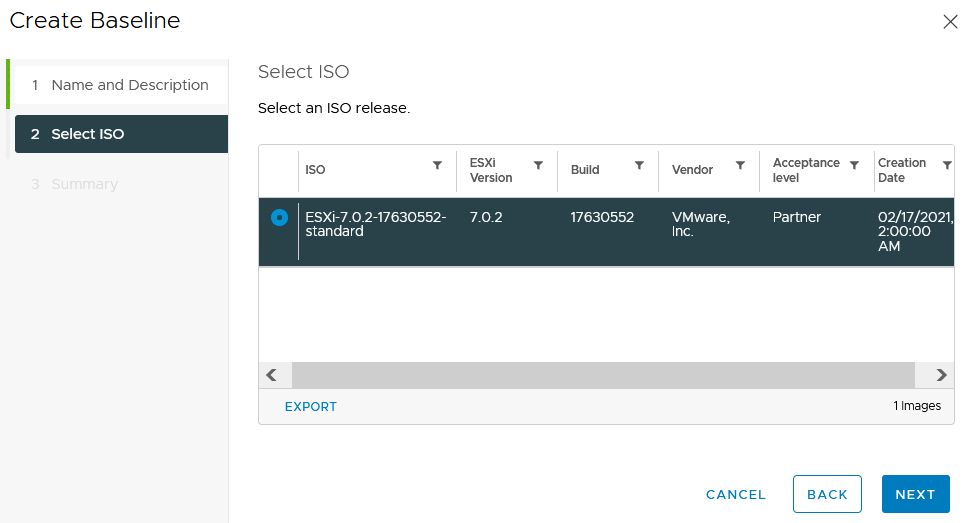 Create Baseline
1 Name and Description
2 Select ISO
3 Summary
Select ISO
Select an ISO release.
ISO
ESXi
Version
Build
Vendor
Acceptance
level
Creation
Date
ESXi-7.0.2-17630552-
standard
7.0.2
17630552
VMware,
Inc.
Partner
02/17/2021,
2:00:00
AM
EXPORT
1 Images
CANCEL
BACK
NEXT